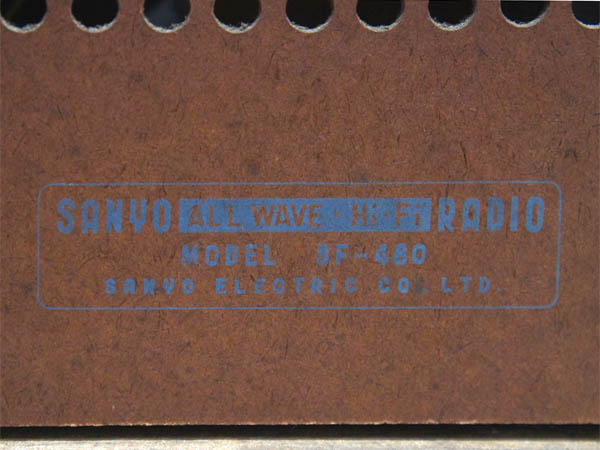 SANYO ALL WAVE · Hi-Fi RADIO
MODEL SF-480
SANYO ELECTRIC CO., LTD.